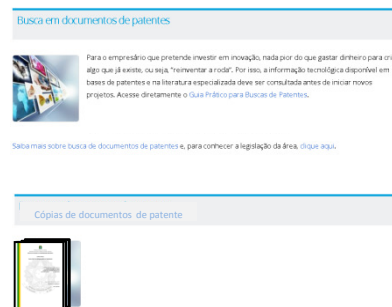 Busca em documentos de patentes
Para o empresário que pretende investir em inovação, nada pior do que gastar dinheiro para cri
algo que já existe, ou seja, "reinventar a roda". Por isso, a informação tecnológica disponível em
bases de patentes e na literatura especializada deve ser consultada antes de iniciar novos
projetos. Acesse diretamente o Guia Prático para Buscas de Patentes.
Saiba mais sobre busca de documentos de patentes e, para conhecer a legislação da área, clique aqui.
Cópias de documentos de patente